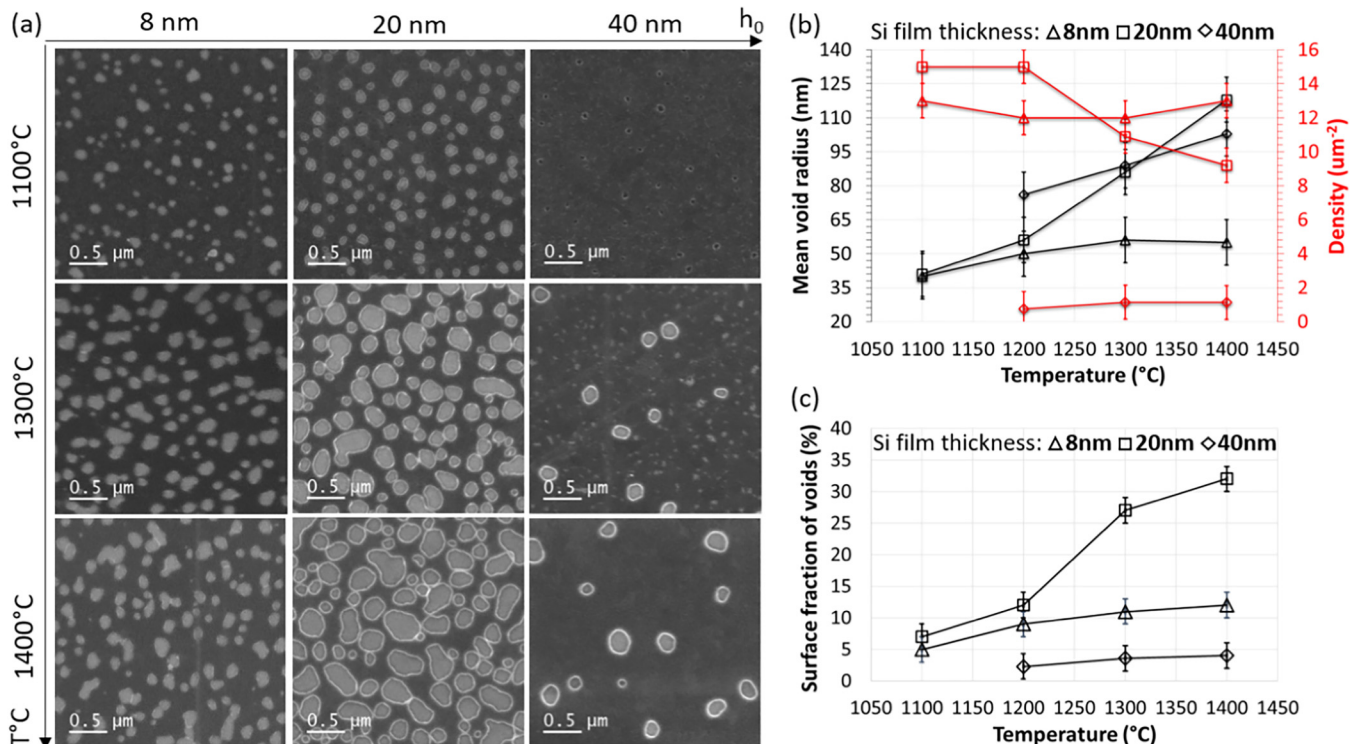 (a)
8 nm 20 nm 40 nm h₀
1100°C
0.5 μm 0.5 μm 0.5 μm
1300°C
0.5 μm 0.5 μm 0.5 μm
1400°C
0.5 μm 0.5 μm 0.5 μm
T°C
(b)
Si film thickness: △8nm □20nm ◇40nm
Mean void radius (nm)
140
125
110
95
80
65
50
35
20
16
14
12
10
8
6
4
2
0
Density (um⁻²)
1050 1100 1150 1200 1250 1300 1350 1400 1450
Temperature (°C)
(c)
Si film thickness: △8nm □20nm ◇40nm
Surface fraction of voids (%)
40
35
30
25
20
15
10
5
0
1050 1100 1150 1200 1250 1300 1350 1400 1450
Temperature (°C)